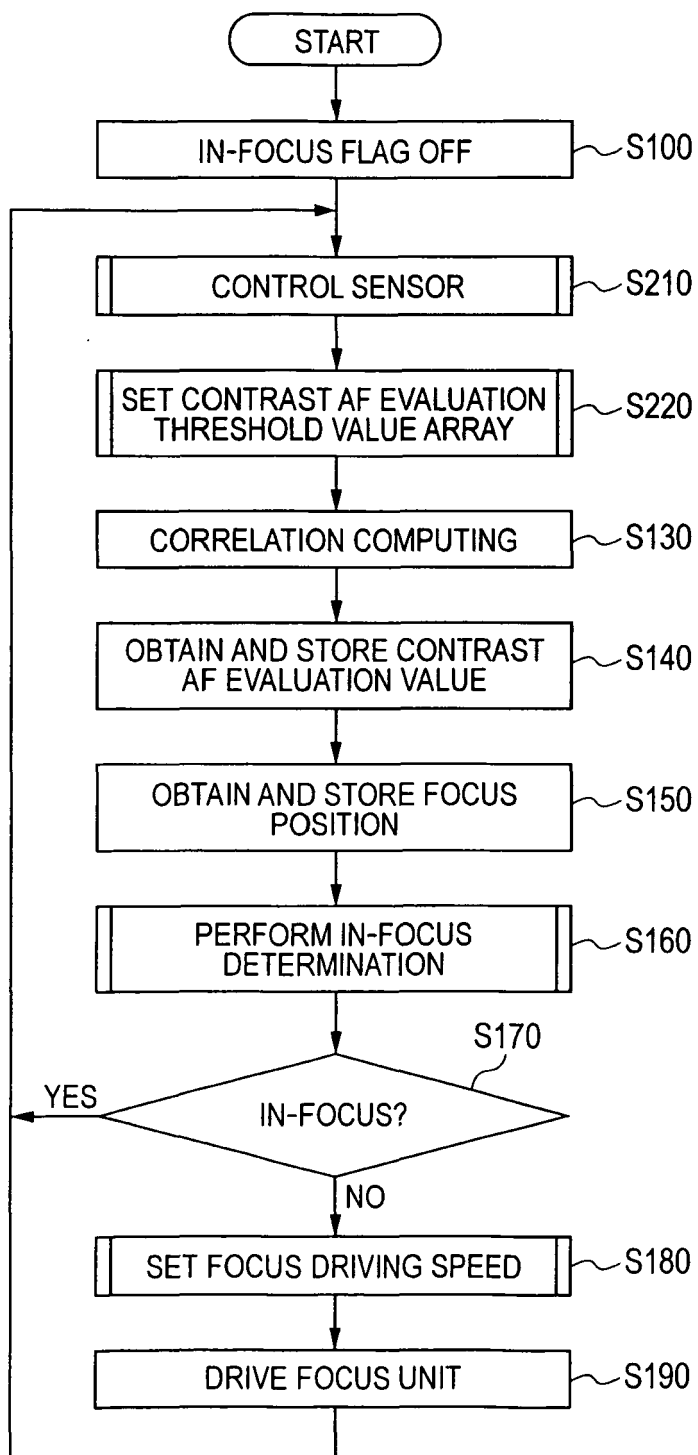 START
IN-FOCUS FLAG OFF
S100
CONTROL SENSOR
S210
SET CONTRAST AF EVALUATION
THRESHOLD VALUE ARRAY
S220
CORRELATION COMPUTING
S130
OBTAIN AND STORE CONTRAST
AF EVALUATION VALUE
S140
OBTAIN AND STORE FOCUS
POSITION
S150
PERFORM IN-FOCUS
DETERMINATION
S160
S170
YES
IN-FOCUS?
NO
SET FOCUS DRIVING SPEED
S180
DRIVE FOCUS UNIT
S190